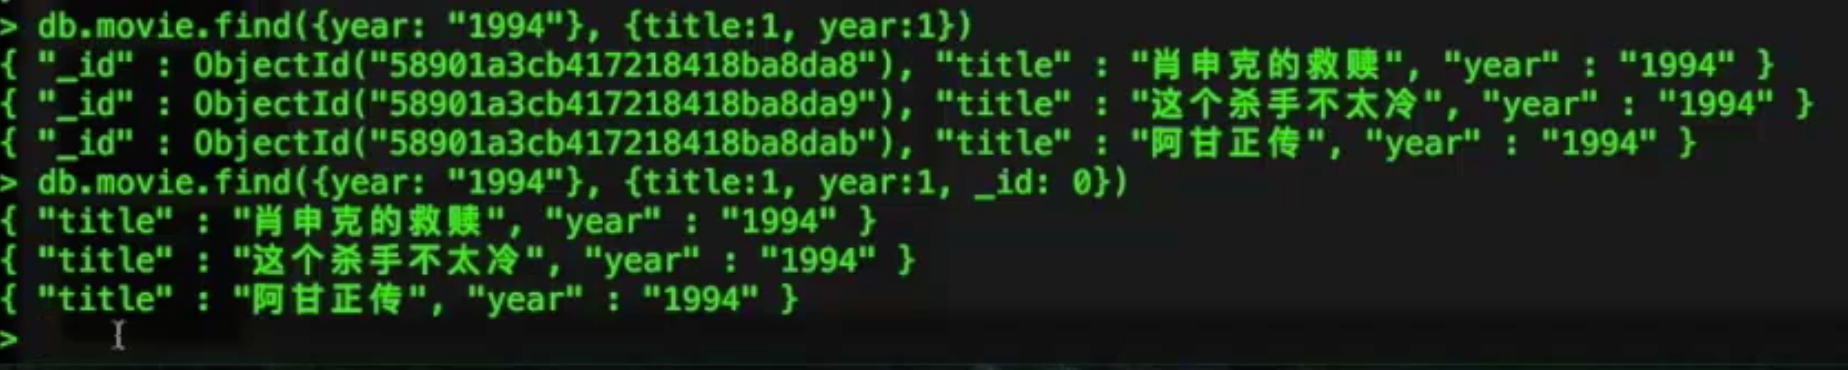 > db.movie.find({year: "1994"}, {title:1, year:1})
{ "_id" : ObjectId("58901a3cb417218418ba8da8"), "title" : "肖申克的救赎", "year" : "1994" }
{ "_id" : ObjectId("58901a3cb417218418ba8da9"), "title" : "这个杀手不太冷", "year" : "1994" }
{ "_id" : ObjectId("58901a3cb417218418ba8dab"), "title" : "阿甘正传", "year" : "1994" }
> db.movie.find({year: "1994"}, {title:1, year:1, _id: 0})
{ "title" : "肖申克的救赎", "year" : "1994" }
{ "title" : "这个杀手不太冷", "year" : "1994" }
{ "title" : "阿甘正传", "year" : "1994" }
>